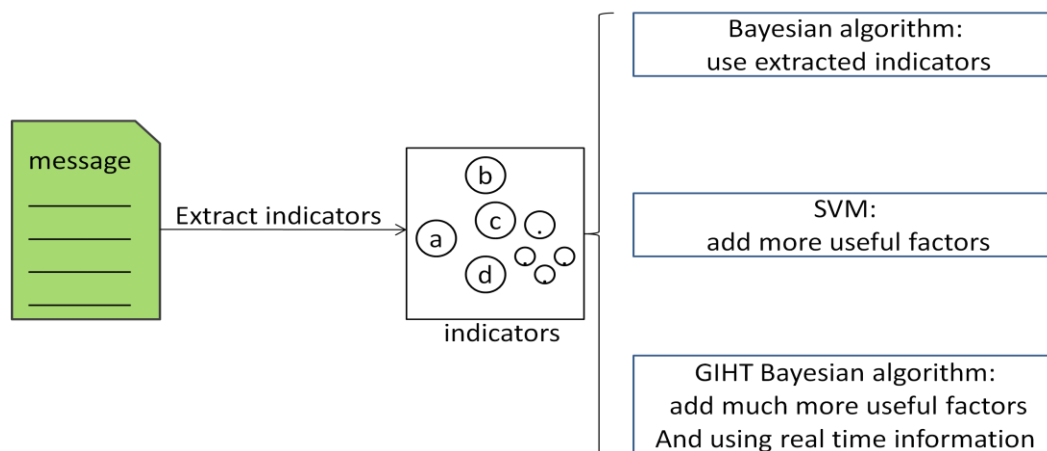 message
Extract indicators
a
b
c
d
.
.
.
.
indicators
Bayesian algorithm:
use extracted indicators
SVM:
add more useful factors
GIHT Bayesian algorithm:
add much more useful factors
And using real time information